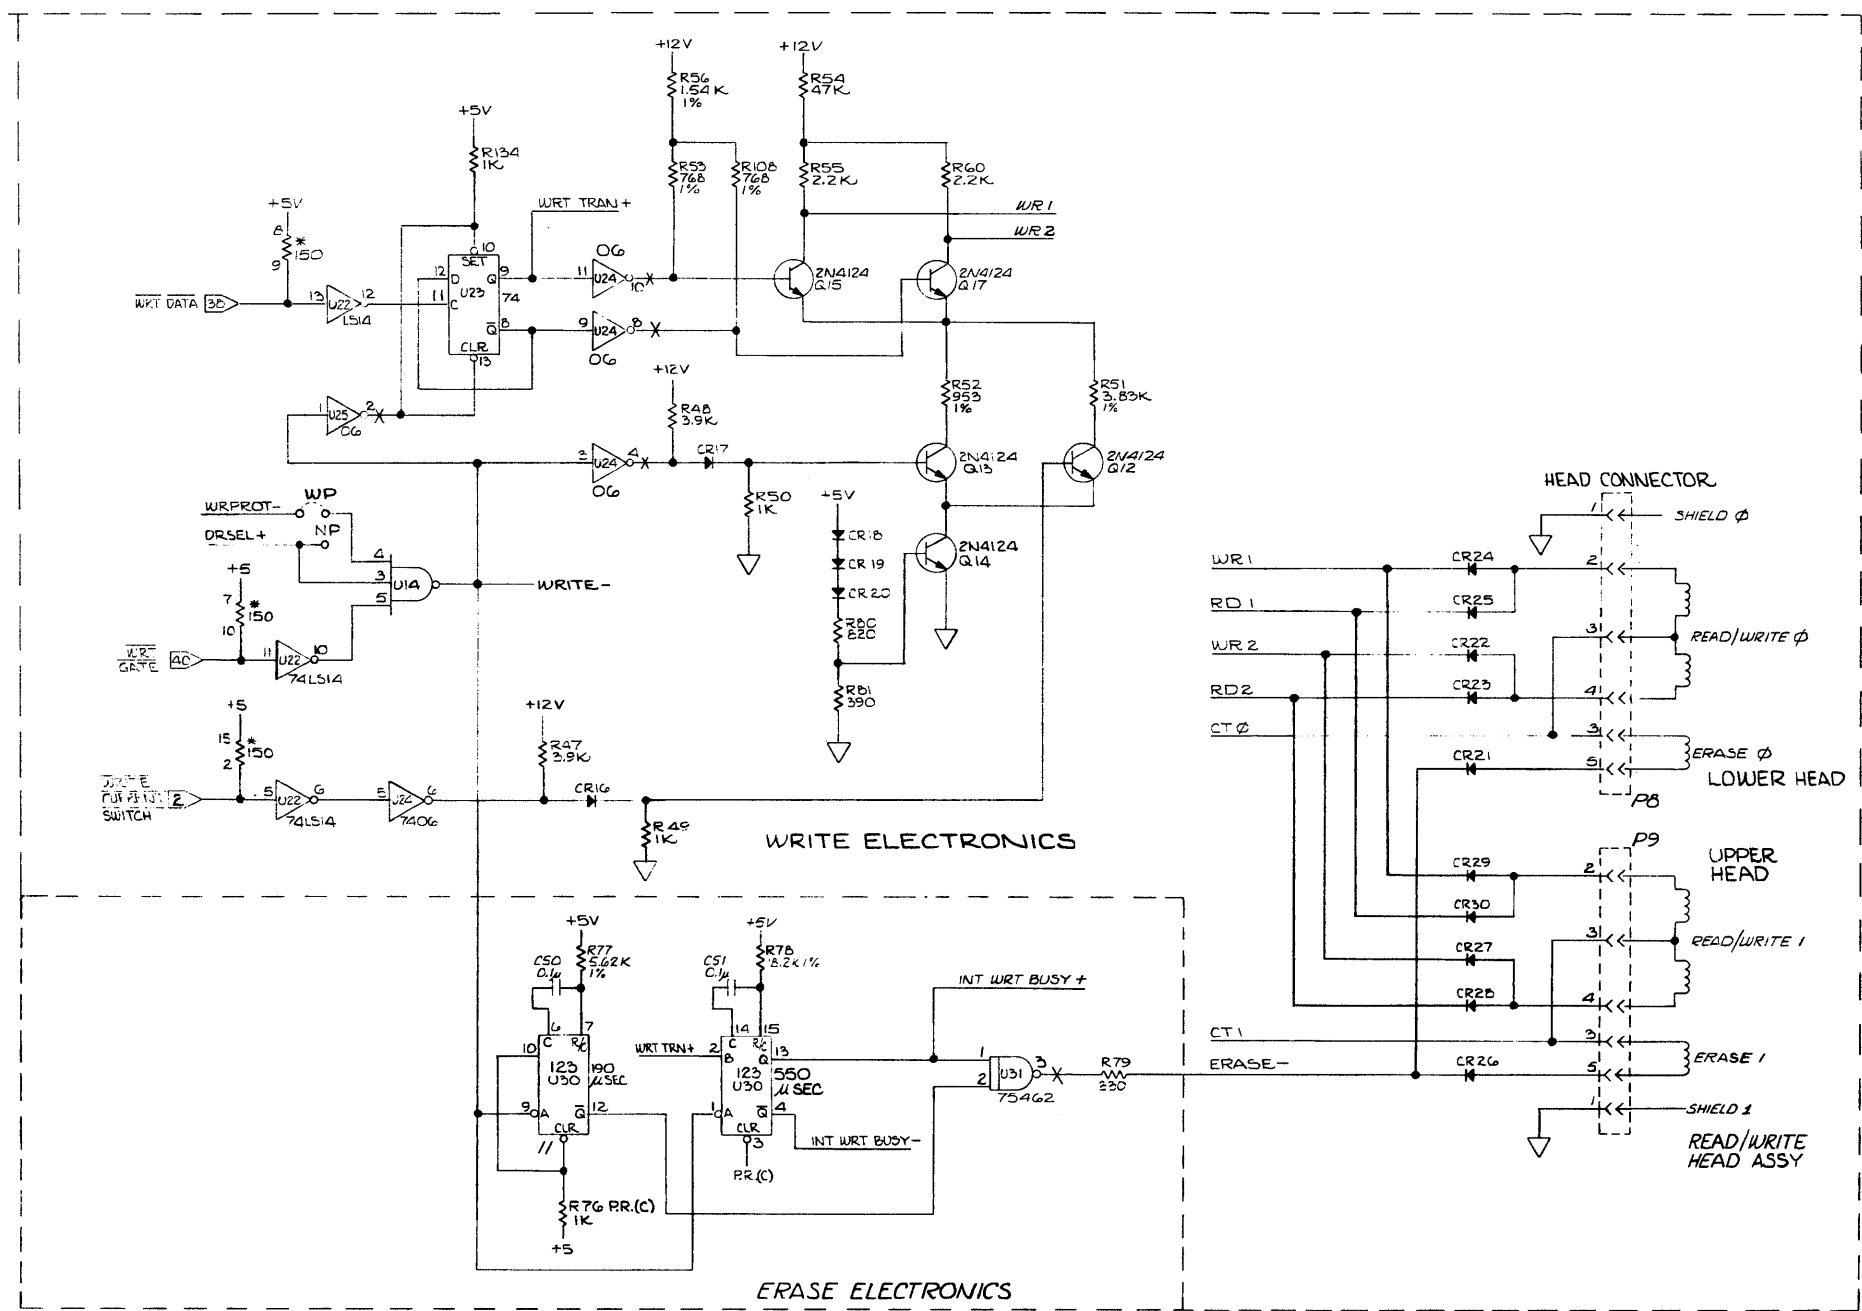 +12V
R56
1.54K
1%
+12V
R54
47K
+5V
R134
1K
R53
768
1%
R108
768
1%
R55
2.2K
R60
2.2K
+5V
8
*
150
9
WRT TRAN+
WR1
WR2
WRT DATA
38
13
U22
12
LS14
10
SET
12
D
Q
9
U23
74
11
C
Q
8
CLR
13
06
11
U24
10
9
U24
8
06
2N4124
Q15
2N4124
Q17
1
U25
2
06
+12V
R48
3.9K
R52
953
1%
R51
3.83K
1%
3
U24
4
06
CR17
2N4124
Q13
2N4124
Q12
R50
1K
WRPROT-
WP
DRSEL+
NP
4
3
5
U14
WRITE-
+5V
CR18
CR19
CR20
R80
820
R81
390
2N4124
Q14
+5
7
*
150
10
WRT
GATE
40
11
U22
10
74LS14
+5
15
*
150
2
WRITE
CURRENT
SWITCH
2
5
U22
6
74LS14
5
U24
6
7406
+12V
R47
3.9K
CR16
R49
1K
WRITE ELECTRONICS
HEAD CONNECTOR
1
SHIELD Ø
WR1
CR24
2
RD1
CR25
3
READ/WRITE Ø
WR2
CR22
RD2
CR23
4
CTØ
3
CR21
5
ERASE Ø
LOWER HEAD
P8
P9
UPPER
HEAD
CR29
2
CR30
3
READ/WRITE 1
CR27
CR28
4
CT1
3
ERASE 1
ERASE-
CR26
5
1
SHIELD 1
READ/WRITE
HEAD ASSY
+5V
R77
5.62K
1%
C50
0.1µ
6
7
C
R/C
10
123
U30
190
µSEC
9
A
Q
12
CLR
11
R76 P.R.(C)
1K
+5
+5V
R78
18.2K 1%
C51
0.1µ
14
15
C
R/C
WRT TRN+
2
B
Q
13
123
U30
550
µSEC
1
A
Q
4
CLR
3
P.R.(C)
INT WRT BUSY+
INT WRT BUSY-
1
2
U31
3
75462
R79
330
ERASE ELECTRONICS